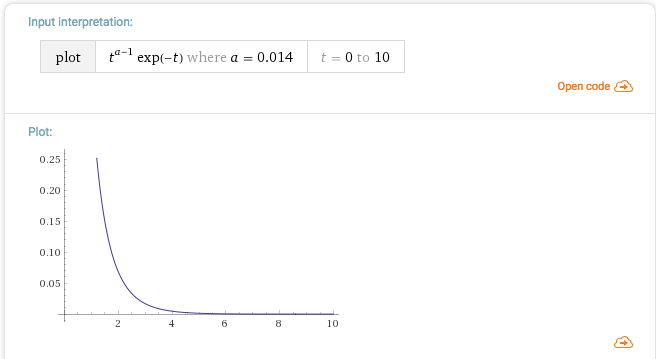 Input interpretation:
plot t^(a-1) exp(-t) where a = 0.014 t = 0 to 10
Open code
Plot:
0.25
0.20
0.15
0.10
0.05
2 4 6 8 10